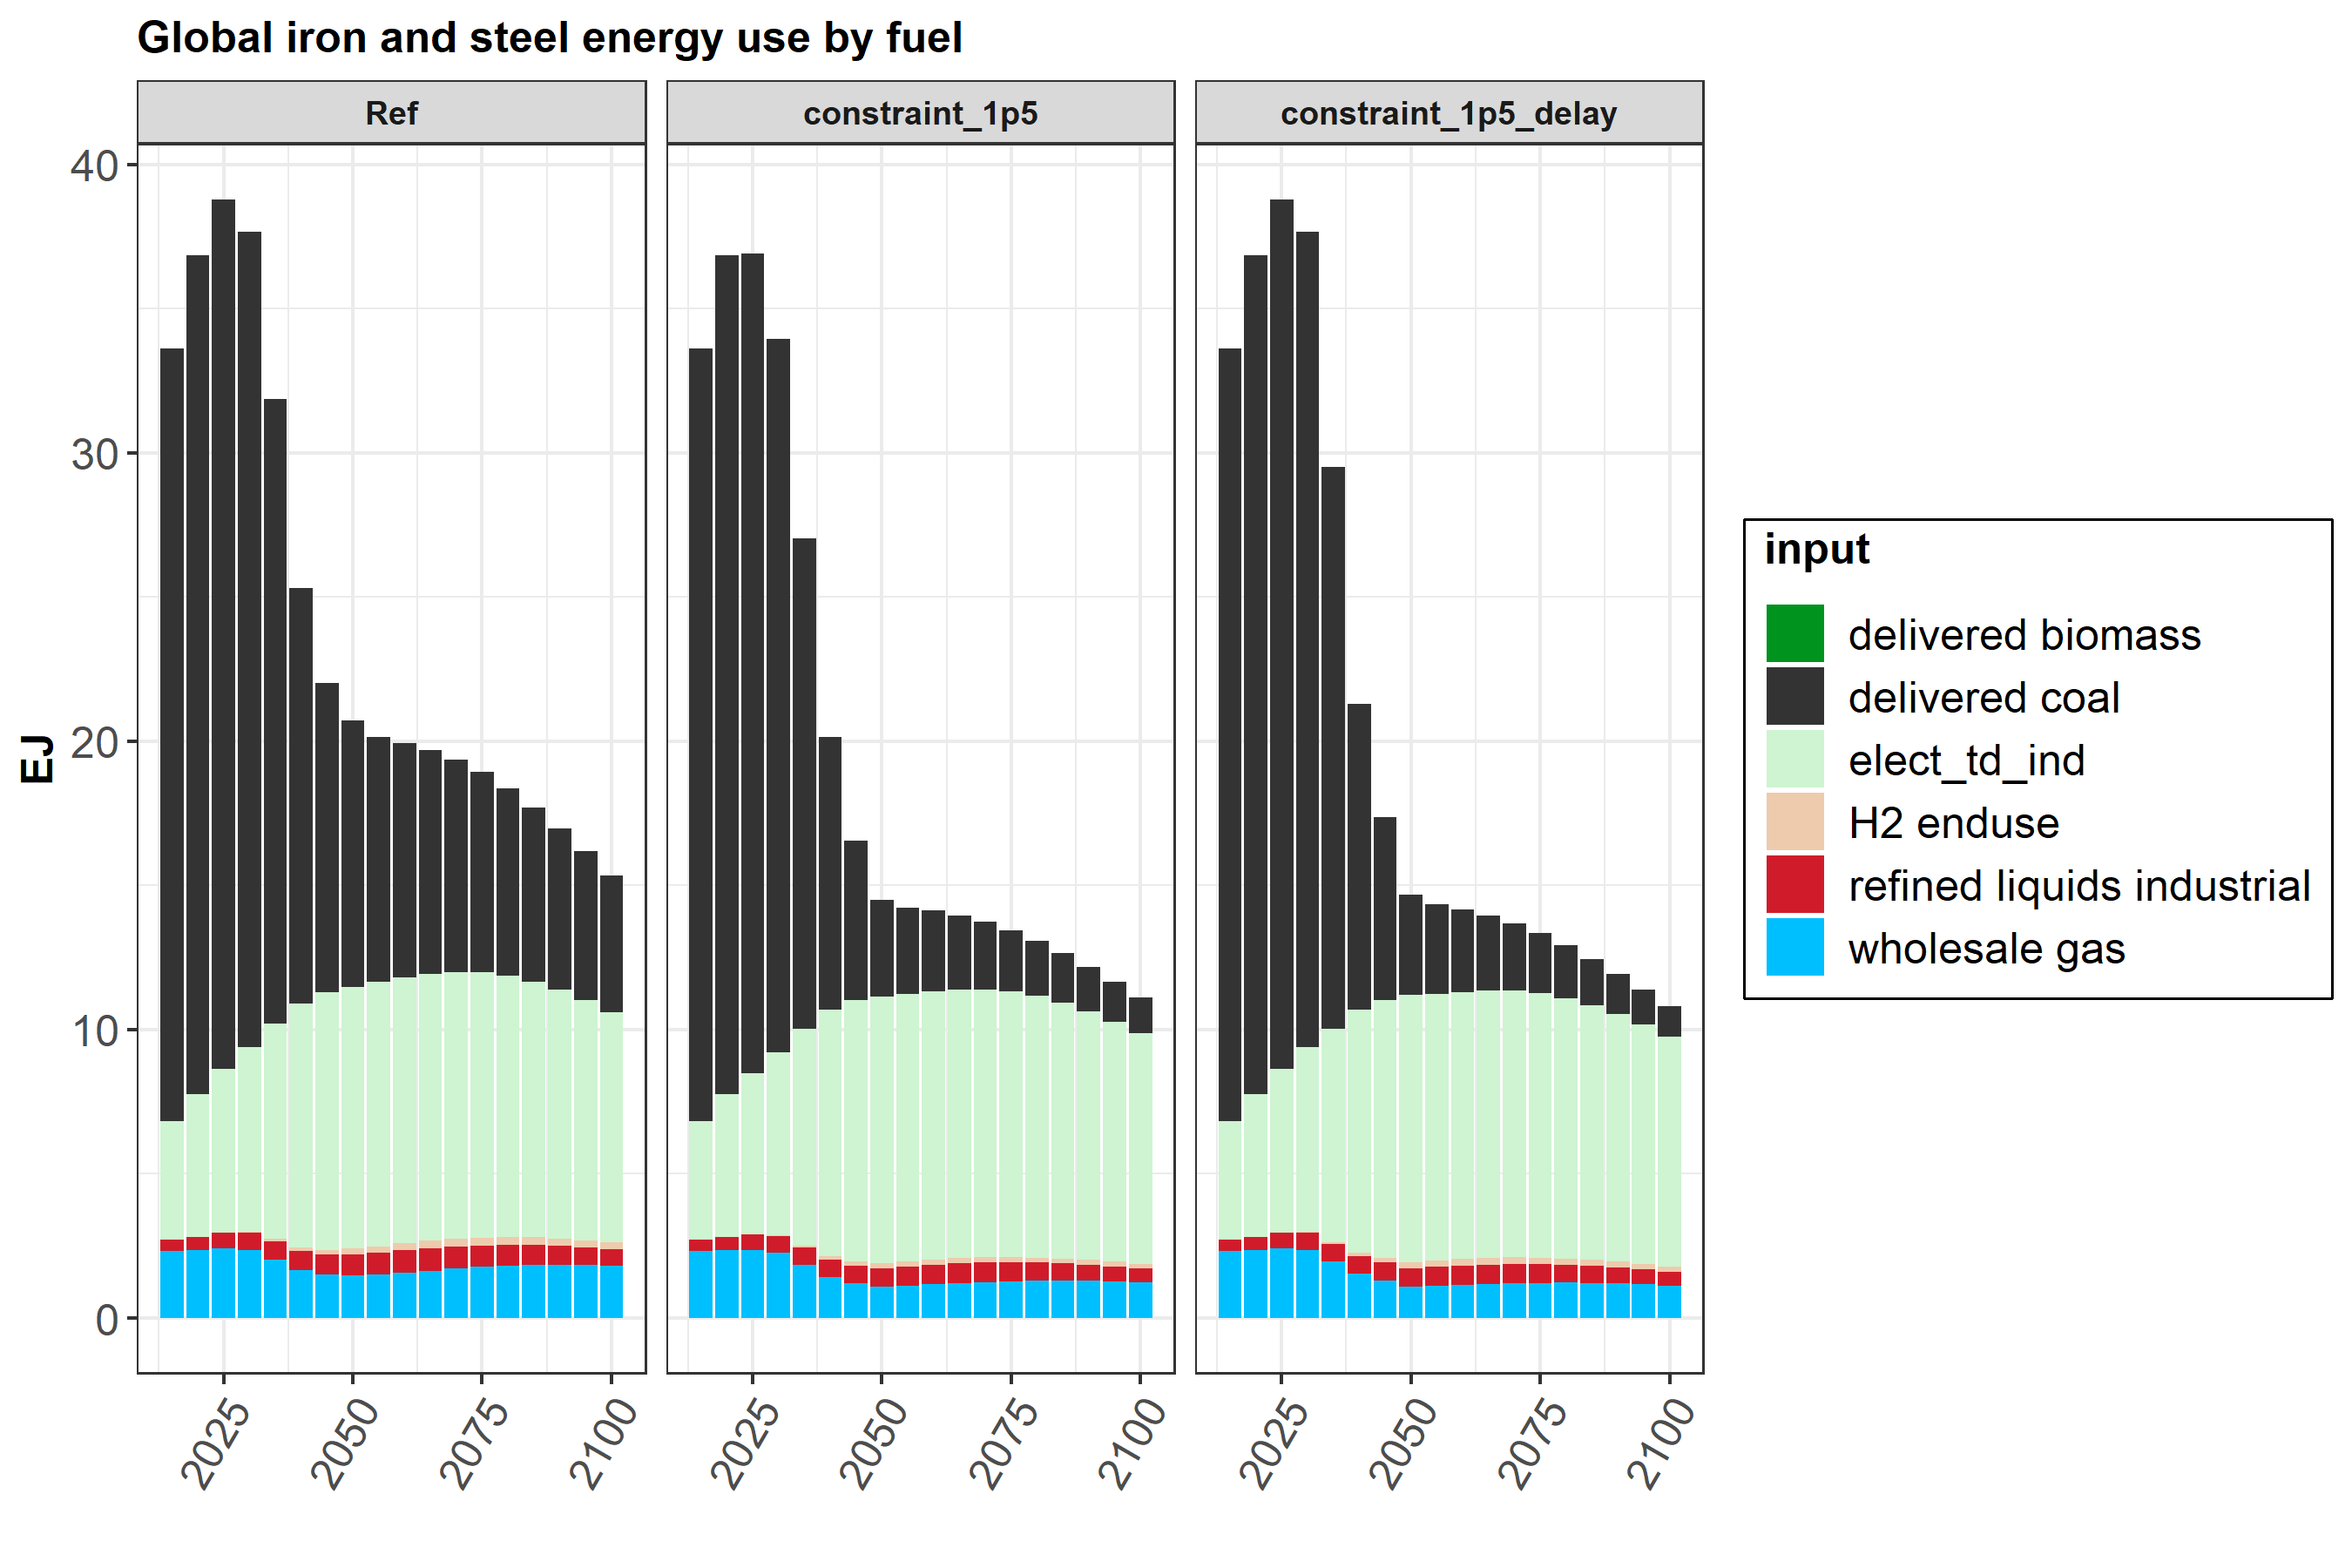 Global iron and steel energy use by fuel
Ref
constraint_1p5
constraint_1p5_delay
40
30
20
10
0
EJ
2025
2050
2075
2100
2025
2050
2075
2100
2025
2050
2075
2100
input
delivered biomass
delivered coal
elect_td_ind
H2 enduse
refined liquids industrial
wholesale gas